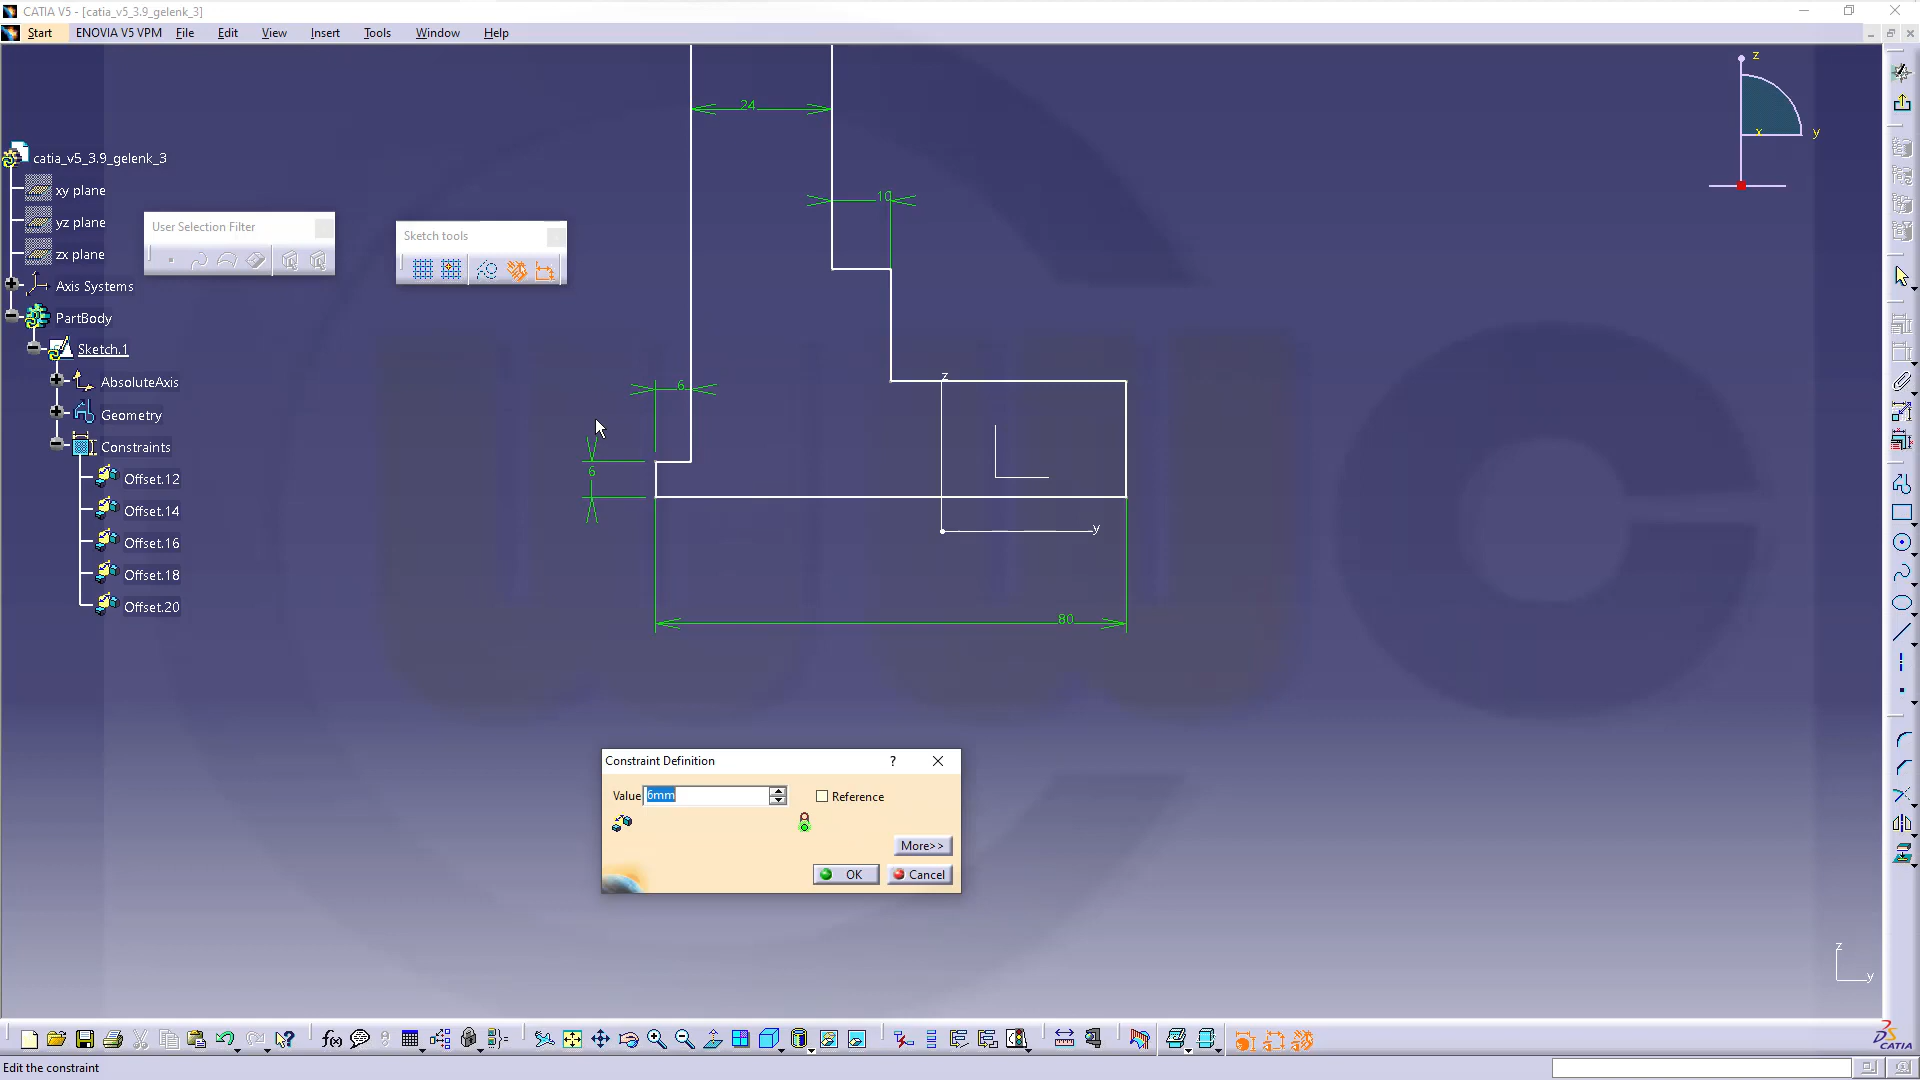 CATIA V5 - [catia_v5_3.9_gelenk_3]
Start ENOVIA V5 VPM File Edit View Insert Tools Window Help
z
x
y
24
10
catia_v5_3.9_gelenk_3
xy plane
yz plane
zx plane
Axis Systems
PartBody
Sketch.1
AbsoluteAxis
Geometry
Constraints
Offset.12
Offset.14
Offset.16
Offset.18
Offset.20
User Selection Filter
Sketch tools
6
z
6
y
80
Constraint Definition ?
Value 6mm Reference
More>>
OK Cancel
z
y
f(x)
DS CATIA
Edit the constraint